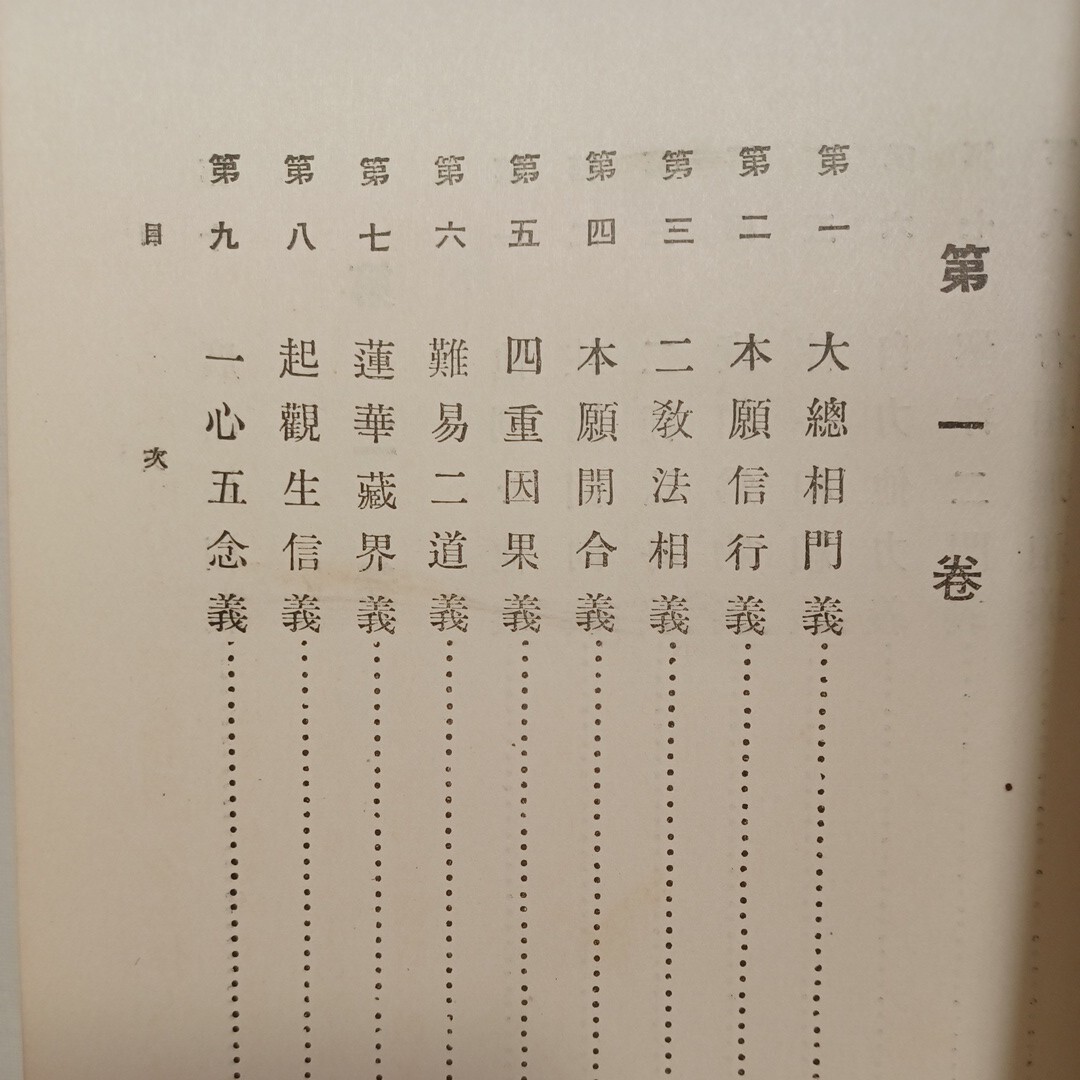 第一卷
第一 大總相門義
第二 本願信行義
第三 二教法相義
第四 本願開合義
第五 四重因果義
第六 難易二道義
第七 蓮華藏界義
第八 起觀生信義
第九 一心五念義
目次